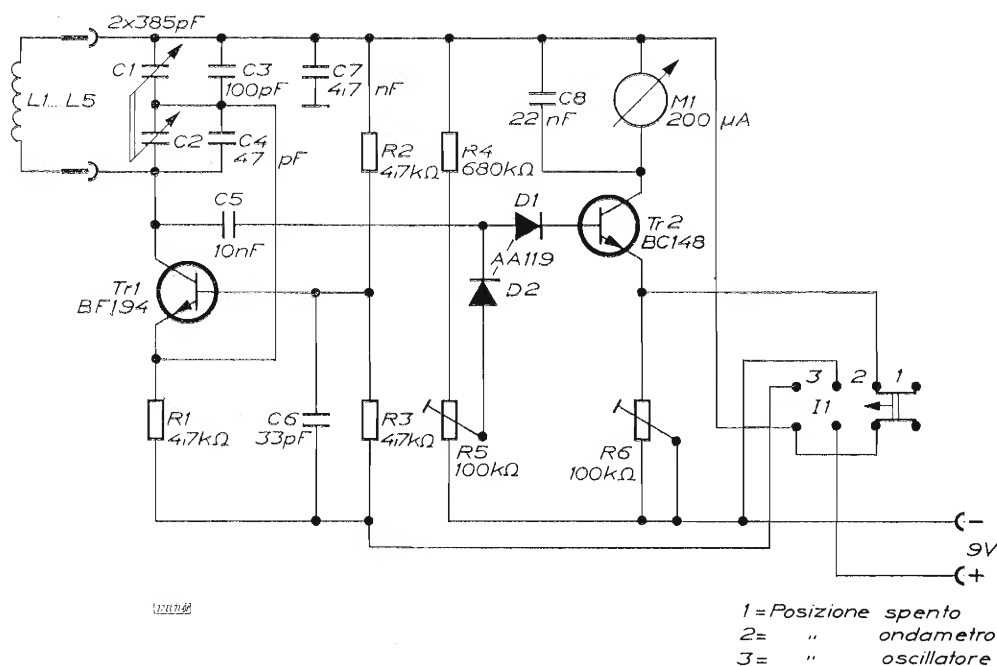 2x385pF
C1
C3
100pF
C7
4,7 nF
L1... L5
C2
C4
47 pF
C8
22 nF
M1
200 µA
R2
4,7kΩ
R4
680kΩ
C5
10nF
D1
Tr2
BC148
AA119
D2
Tr1
BF194
3 2 1
I1
R1
4,7kΩ
C6
33pF
R3
4,7kΩ
R5
100kΩ
R6
100kΩ
-
9V
+
1 = Posizione spento
2 = " ondametro
3 = " oscillatore